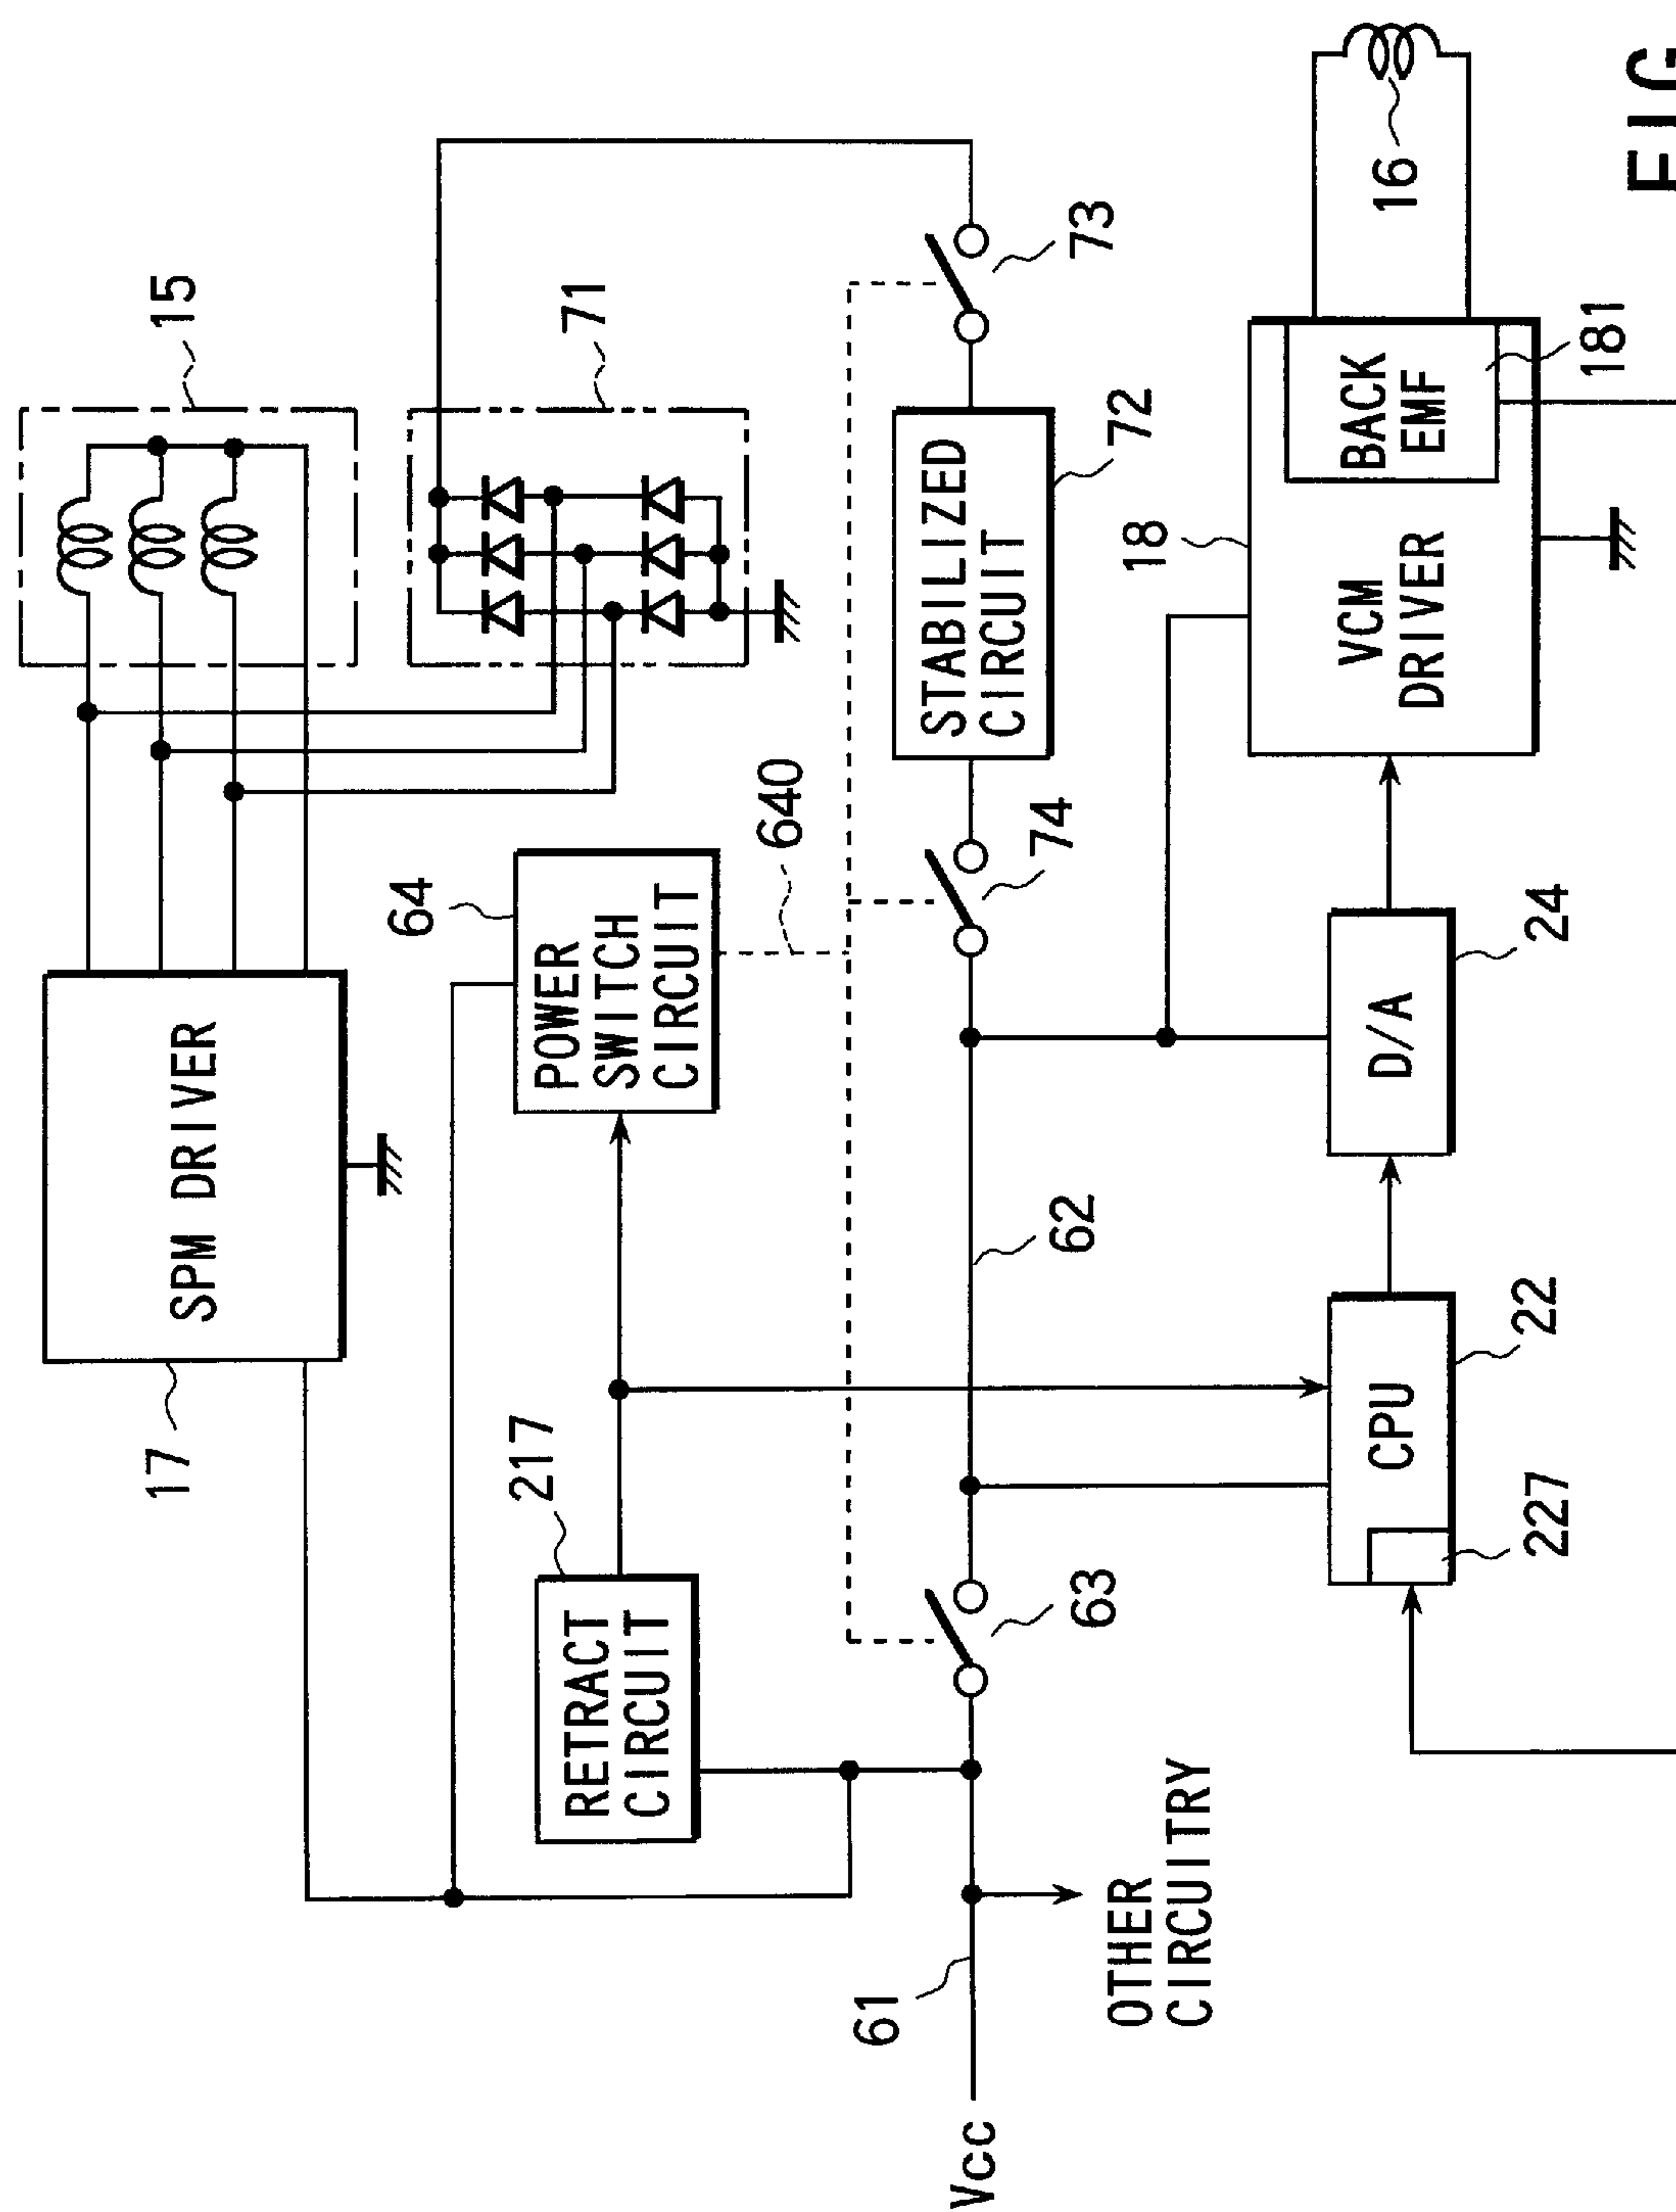 15
SPM DRIVER
17
71
64
POWER
SWITCH
CIRCUIT
217
RETRACT
CIRCUIT
640
73
STABILIZED
CIRCUIT
72
74
61
Vcc
63
62
OTHER
CIRCUITRY
18
VCM
DRIVER
BACK
EMF
181
16
D/A
24
CPU
22
227
FIG